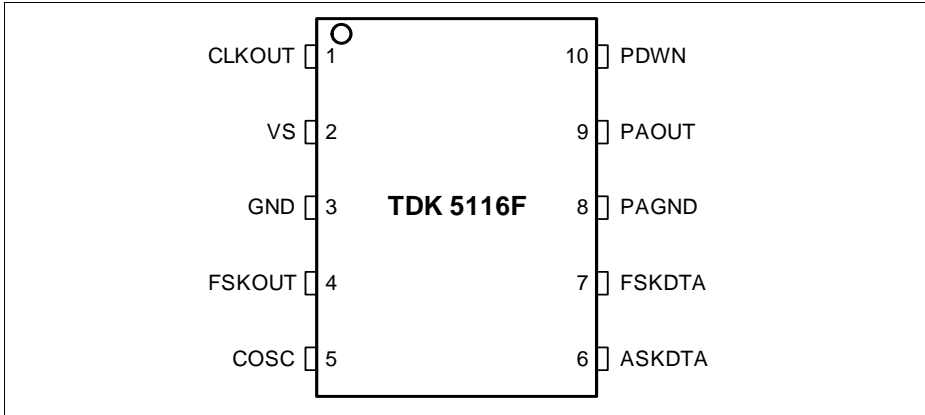 CLKOUT 1 10 PDWN
VS 2 9 PAOUT
GND 3 TDK 5116F 8 PAGND
FSKOUT 4 7 FSKDTA
COSC 5 6 ASKDTA